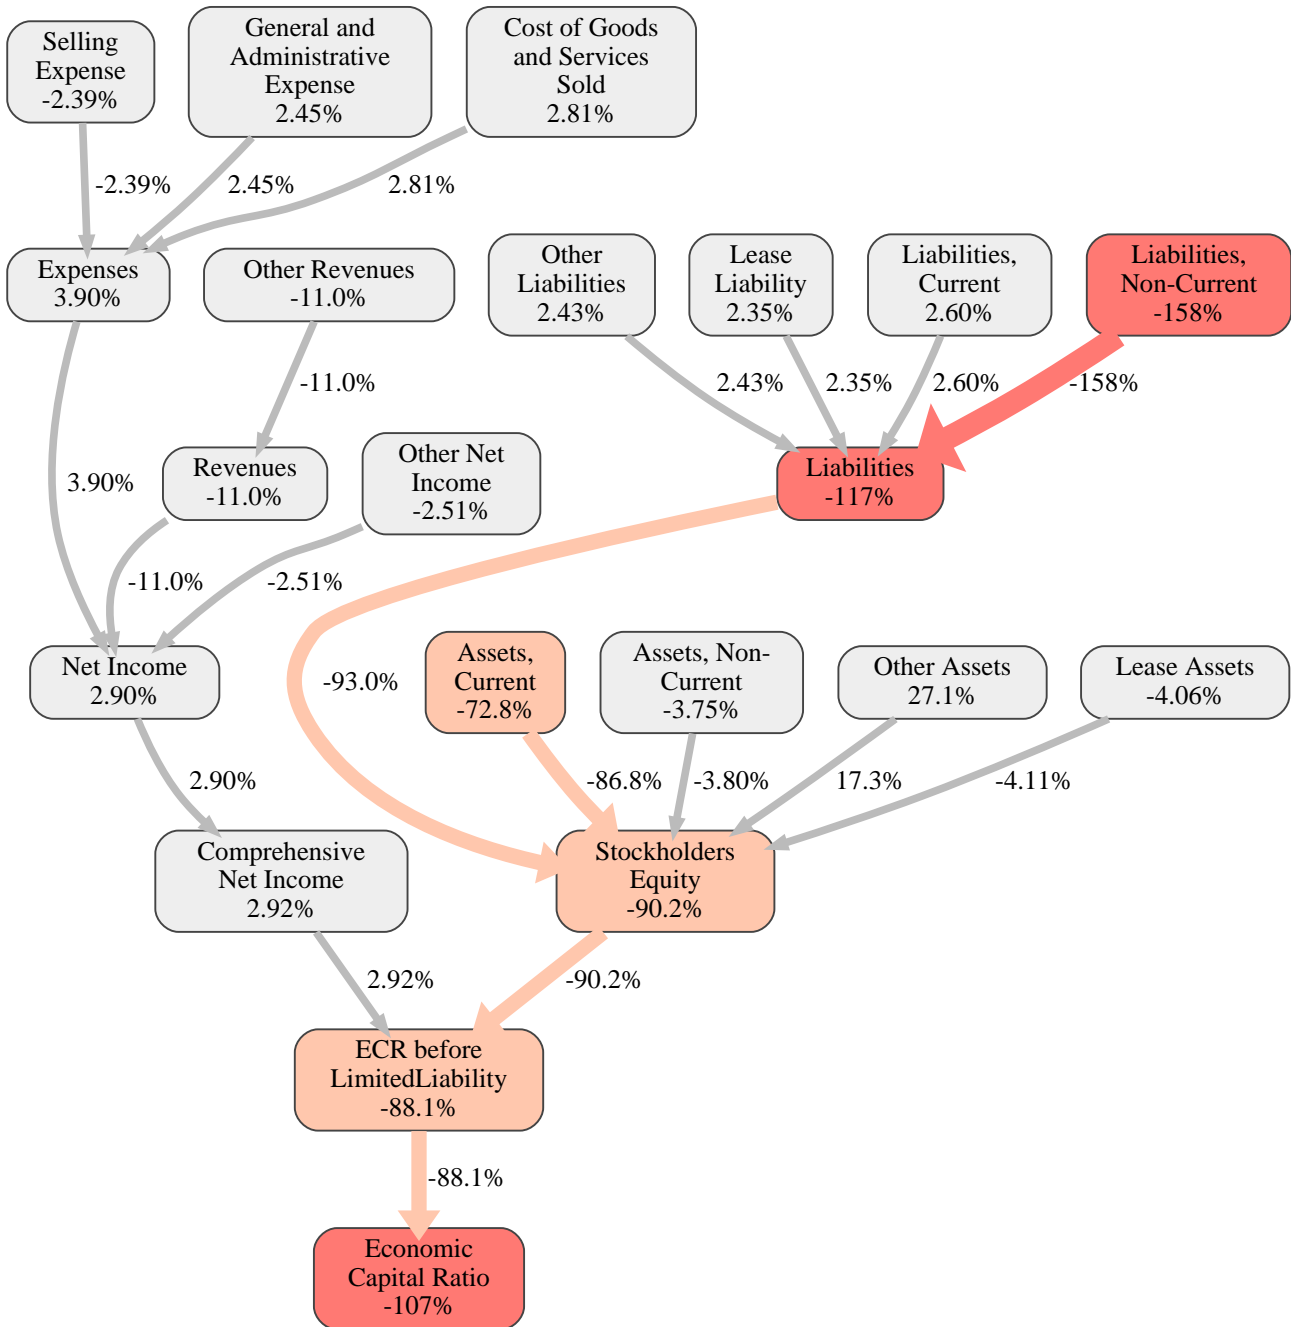 Selling
Expense
-2.39%
General and
Administrative
Expense
2.45%
Cost of Goods
and Services
Sold
2.81%
-2.39%
2.45%
2.81%
Expenses
3.90%
Other Revenues
-11.0%
Other
Liabilities
2.43%
Lease
Liability
2.35%
Liabilities,
Current
2.60%
Liabilities,
Non-Current
-158%
-11.0%
2.43%
2.35%
2.60%
-158%
3.90%
Revenues
-11.0%
Other Net
Income
-2.51%
Liabilities
-117%
-11.0%
-2.51%
Net Income
2.90%
-93.0%
Assets,
Current
-72.8%
Assets, Non-
Current
-3.75%
Other Assets
27.1%
Lease Assets
-4.06%
2.90%
-86.8%
-3.80%
17.3%
-4.11%
Comprehensive
Net Income
2.92%
Stockholders
Equity
-90.2%
2.92%
-90.2%
ECR before
LimitedLiability
-88.1%
-88.1%
Economic
Capital Ratio
-107%